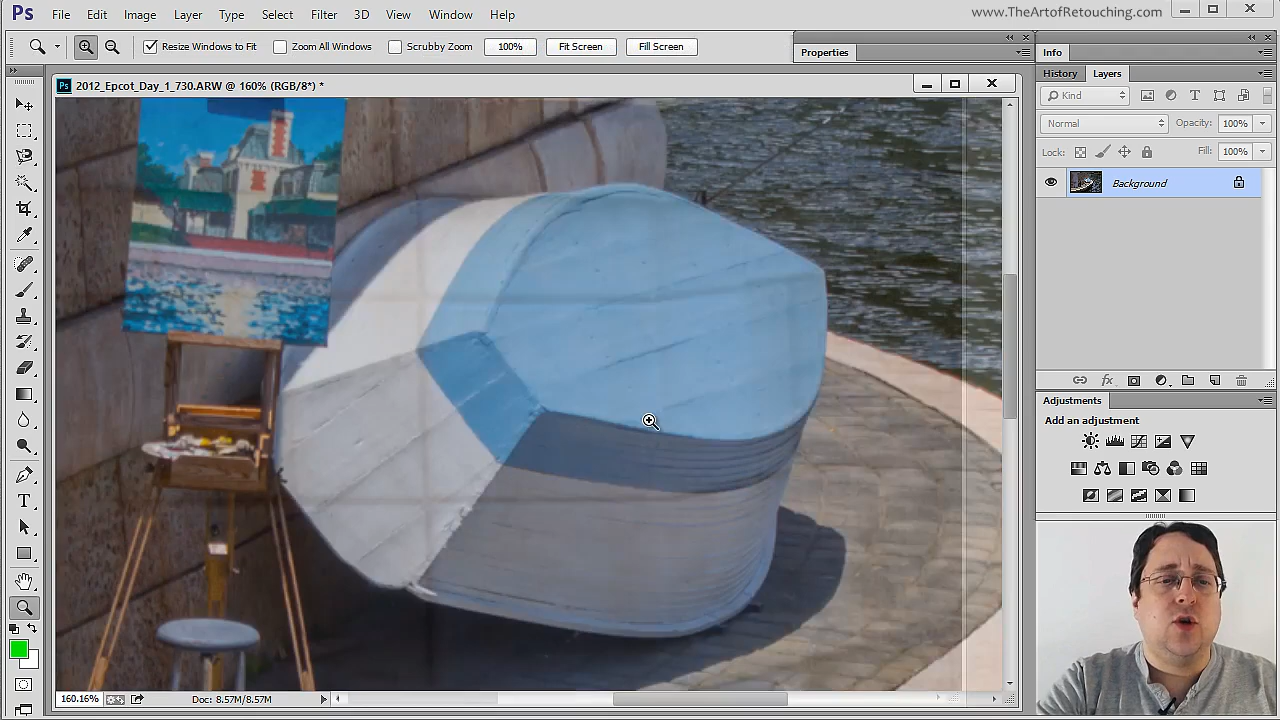 Ps File Edit Image Layer Type Select Filter 3D View Window Help www.TheArtofRetouching.com
Resize Windows to Fit Zoom All Windows Scrubby Zoom 100% Fit Screen Fill Screen Properties Info
History Layers
Ps 2012_Epcot_Day_1_730.ARW @ 160% (RGB/8*) *
Kind
Normal Opacity: 100%
Lock: Fill: 100%
Background
Adjustments
Add an adjustment
160.16% Doc: 8.57M/8.57M